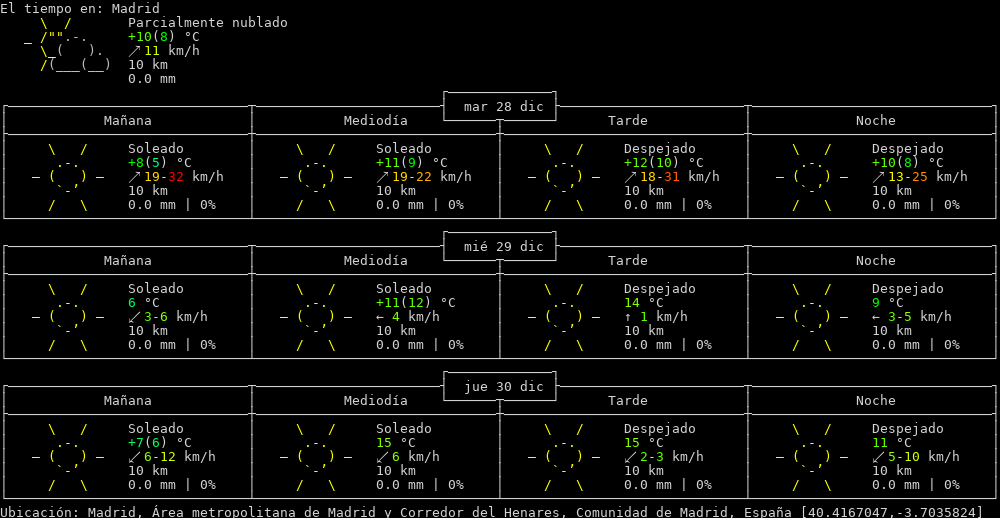 El tiempo en: Madrid
Parcialmente nublado
+10(8) °C
↗ 11 km/h
10 km
0.0 mm
mar 28 dic
Mañana Mediodía Tarde Noche
Soleado Soleado Despejado Despejado
+8(5) °C +11(9) °C +12(10) °C +10(8) °C
↗ 19-32 km/h ↗ 19-22 km/h ↗ 18-31 km/h ↗ 13-25 km/h
10 km 10 km 10 km 10 km
0.0 mm | 0% 0.0 mm | 0% 0.0 mm | 0% 0.0 mm | 0%
mié 29 dic
Mañana Mediodía Tarde Noche
Soleado Soleado Despejado Despejado
6 °C +11(12) °C 14 °C 9 °C
↙ 3-6 km/h ← 4 km/h ↑ 1 km/h ← 3-5 km/h
10 km 10 km 10 km 10 km
0.0 mm | 0% 0.0 mm | 0% 0.0 mm | 0% 0.0 mm | 0%
jue 30 dic
Mañana Mediodía Tarde Noche
Soleado Soleado Despejado Despejado
+7(6) °C 15 °C 15 °C 11 °C
↙ 6-12 km/h ↙ 6 km/h ↙ 2-3 km/h ↙ 5-10 km/h
10 km 10 km 10 km 10 km
0.0 mm | 0% 0.0 mm | 0% 0.0 mm | 0% 0.0 mm | 0%
Ubicación: Madrid, Área metropolitana de Madrid y Corredor del Henares, Comunidad de Madrid, España [40.4167047,-3.7035824]